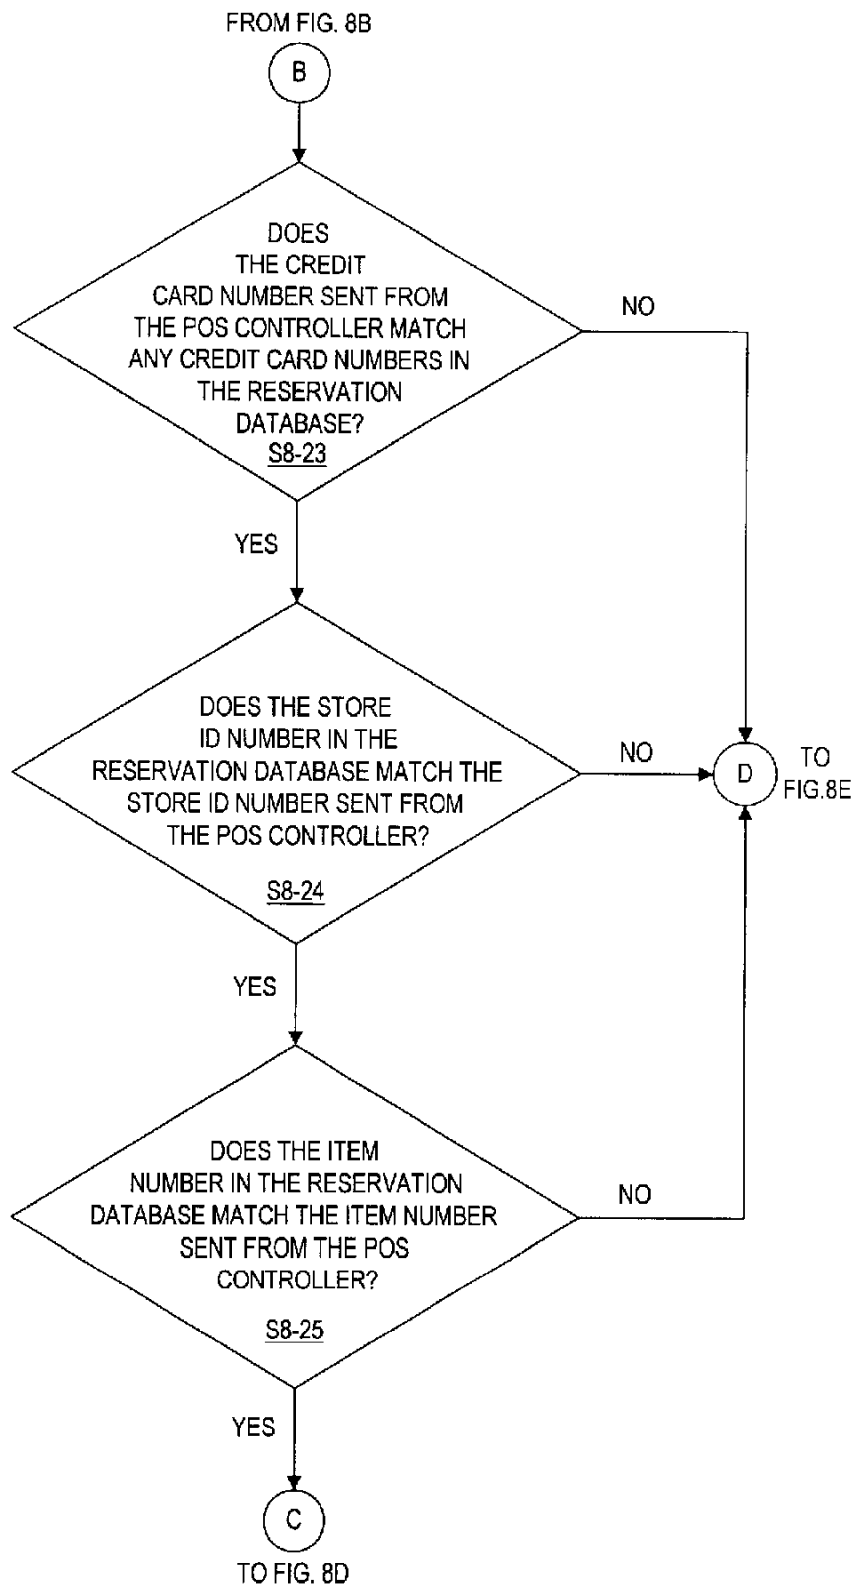 FROM FIG. 8B
B
DOES
THE CREDIT
CARD NUMBER SENT FROM
THE POS CONTROLLER MATCH
ANY CREDIT CARD NUMBERS IN
THE RESERVATION
DATABASE?
S8-23
NO
YES
DOES THE STORE
ID NUMBER IN THE
RESERVATION DATABASE MATCH THE
STORE ID NUMBER SENT FROM
THE POS CONTROLLER?
S8-24
NO
D
TO
FIG.8E
YES
DOES THE ITEM
NUMBER IN THE RESERVATION
DATABASE MATCH THE ITEM NUMBER
SENT FROM THE POS
CONTROLLER?
S8-25
NO
YES
C
TO FIG. 8D